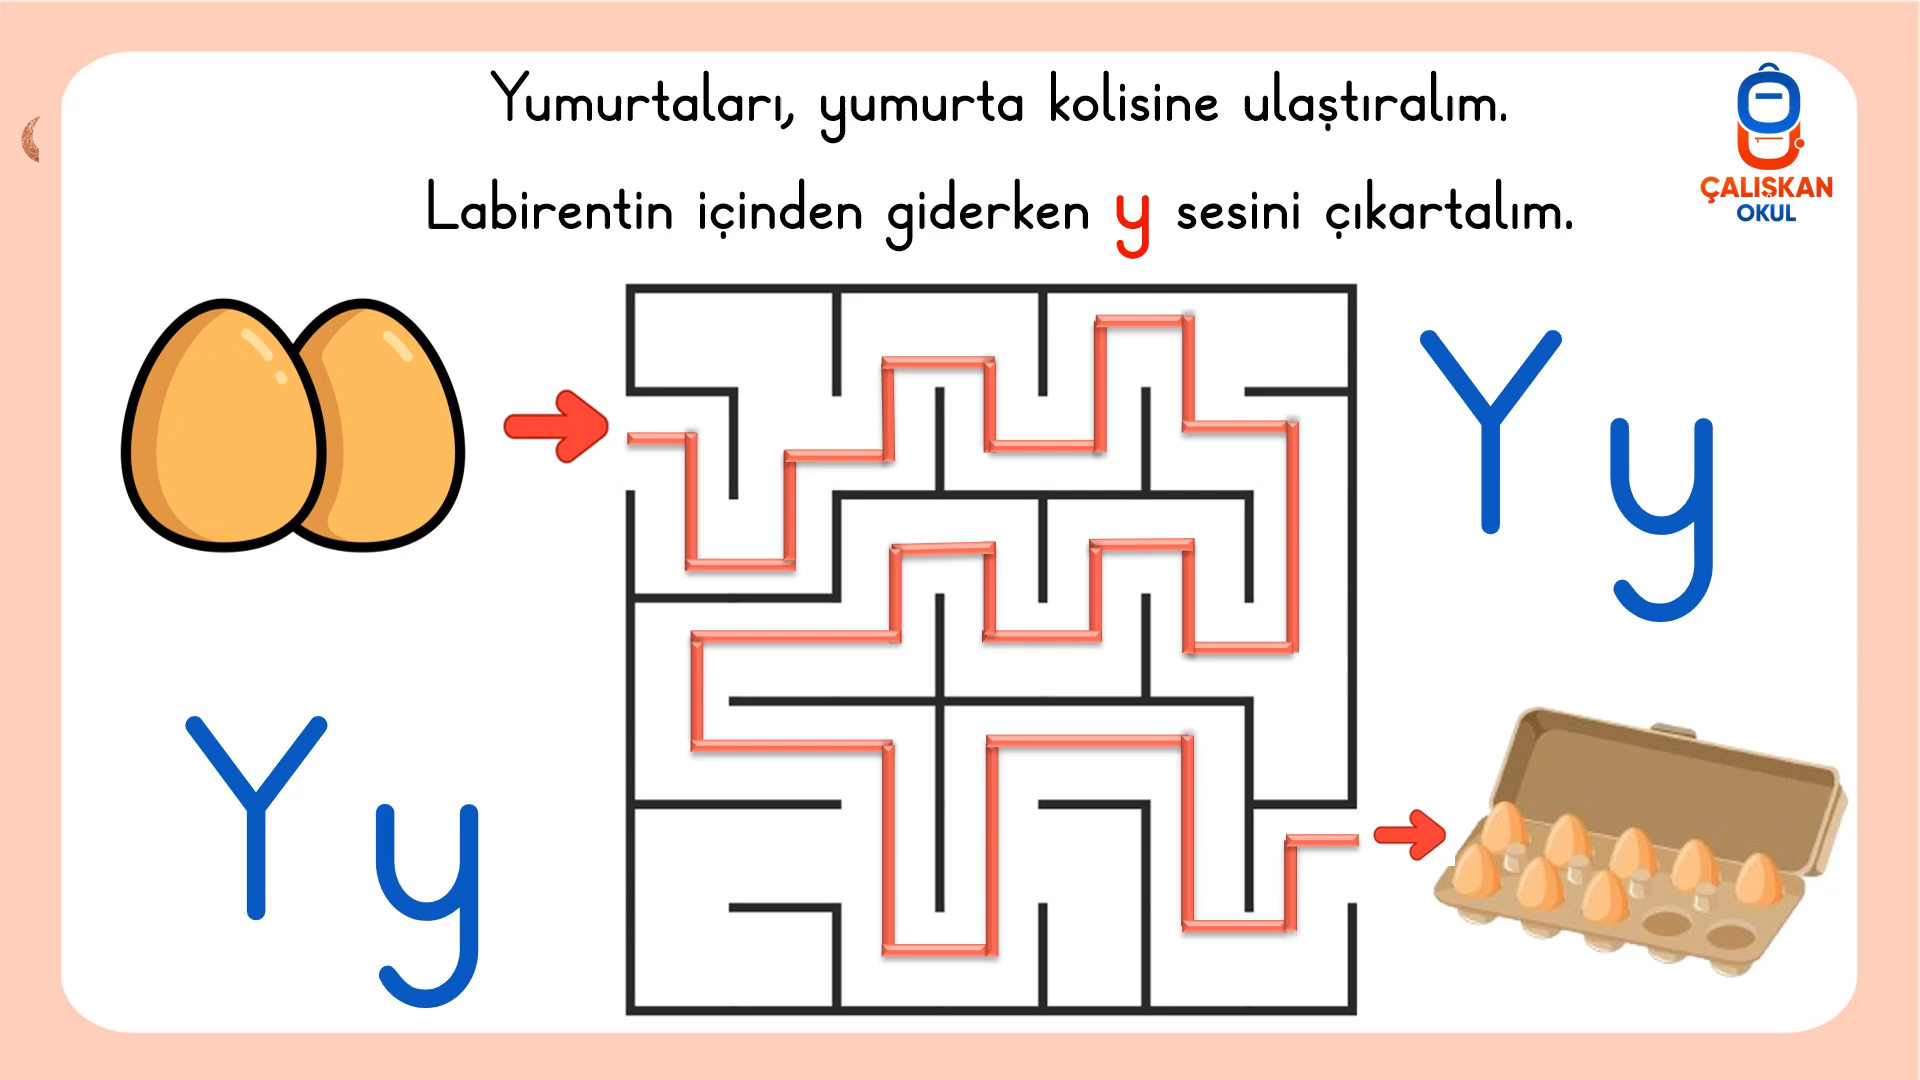 Yumurtaları, yumurta kolisine ulaştıralım.
Labirentin içinden giderken y sesini çıkartalım.
ÇALIŞKAN
OKUL
Y y
Y y